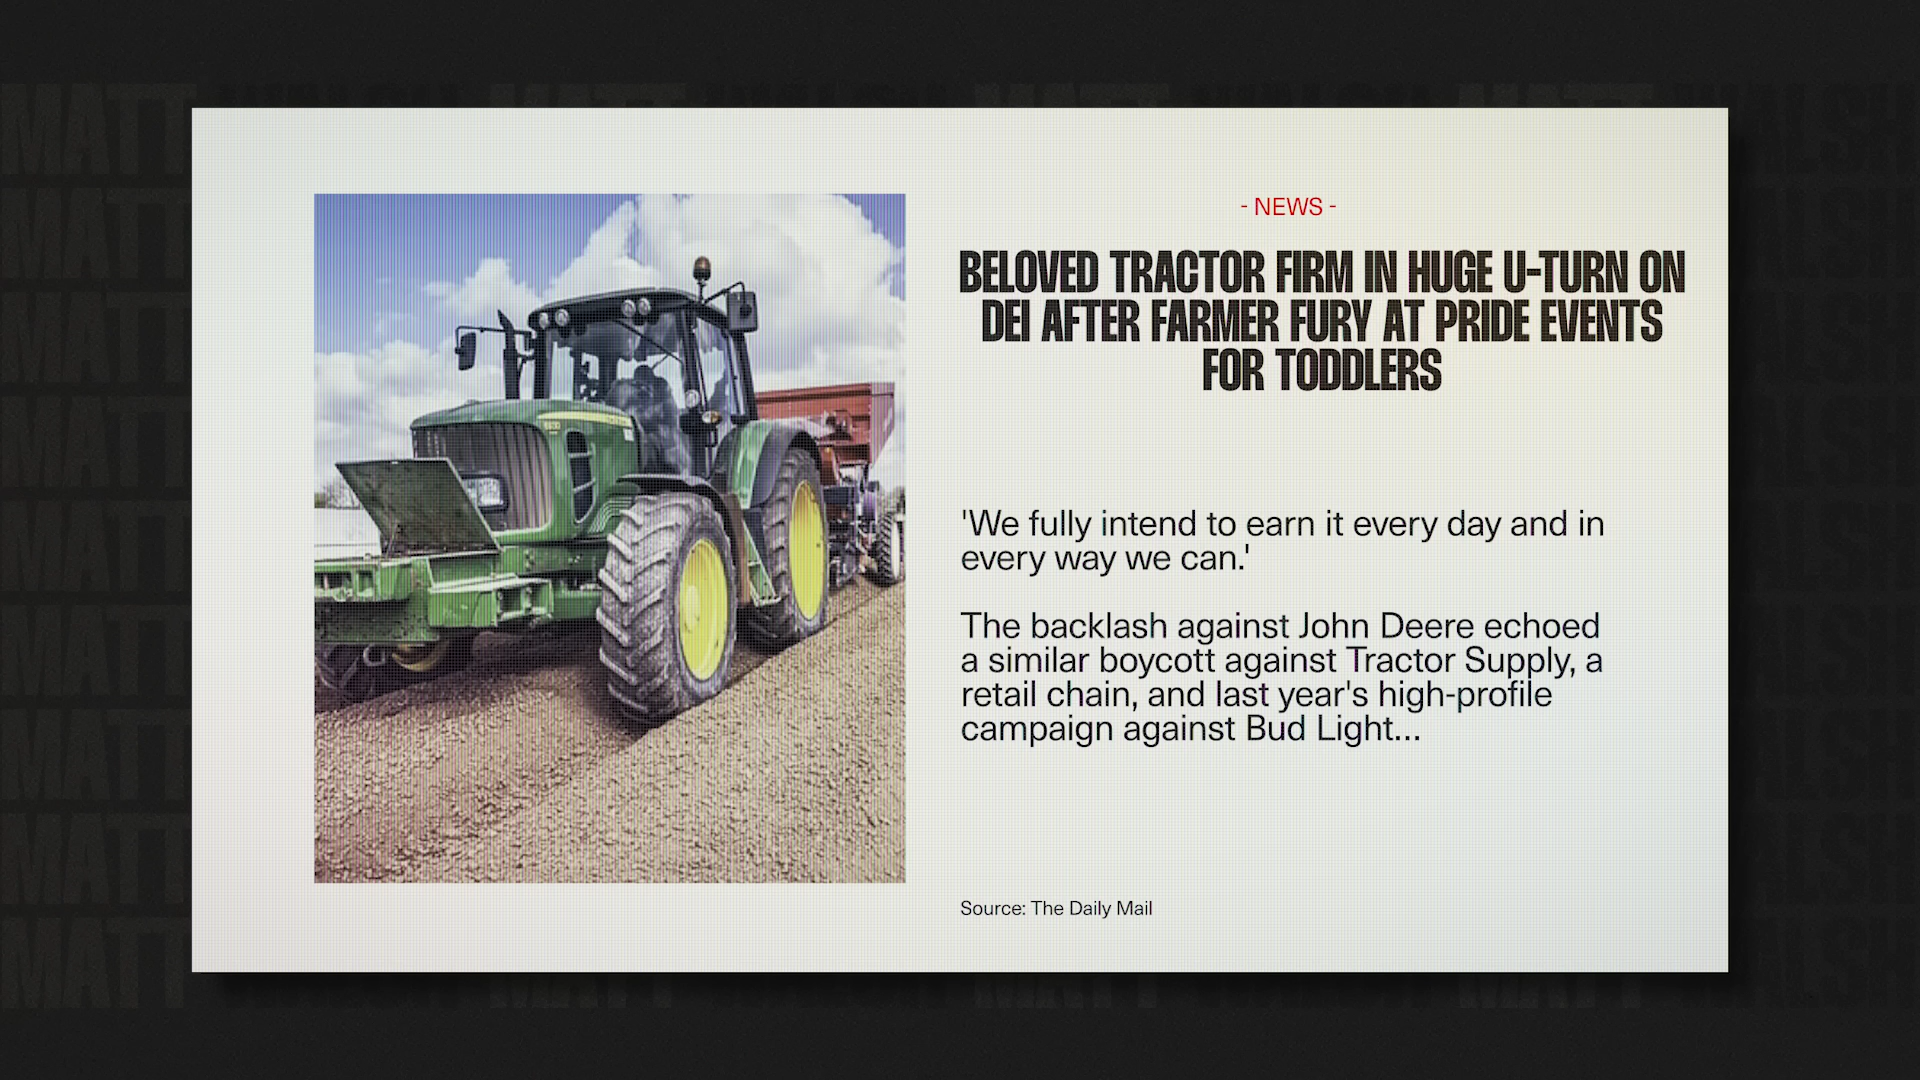 - NEWS -
BELOVED TRACTOR FIRM IN HUGE U-TURN ON
DEI AFTER FARMER FURY AT PRIDE EVENTS
FOR TODDLERS
'We fully intend to earn it every day and in
every way we can.'
The backlash against John Deere echoed
a similar boycott against Tractor Supply, a
retail chain, and last year's high-profile
campaign against Bud Light...
Source: The Daily Mail